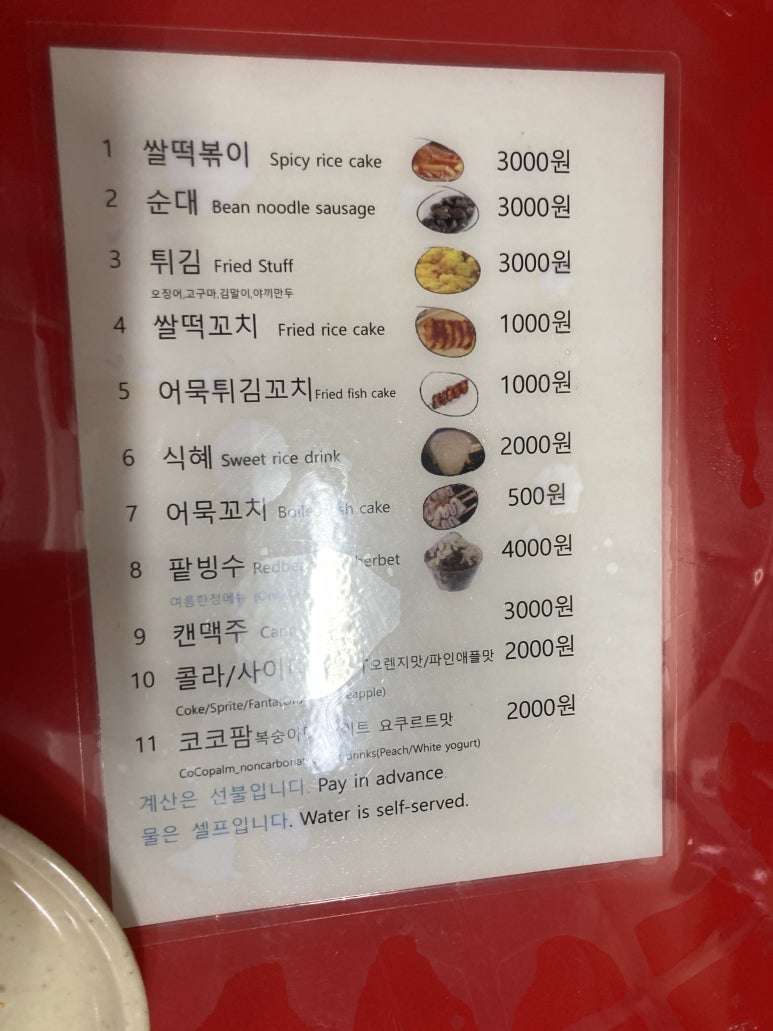 1 쌀떡볶이 Spicy rice cake 3000원
2 순대 Bean noodle sausage 3000원
3 튀김 Fried Stuff 3000원
오징어,고구마,김말이,야끼만두
4 쌀떡꼬치 Fried rice cake 1000원
5 어묵튀김꼬치 Fried fish cake 1000원
6 식혜 Sweet rice drink 2000원
7 어묵꼬치 cake 500원
8 팥빙수 4000원
여름한정메뉴
9 캔맥주 3000원
10 오렌지맛/파인애플맛 2000원
Coke/Sprite/
11 코코팜 요쿠르트맛 2000원
yogurt)
계산은 선불입니다. Pay in advance
물은 셀프입니다. Water is self-served.